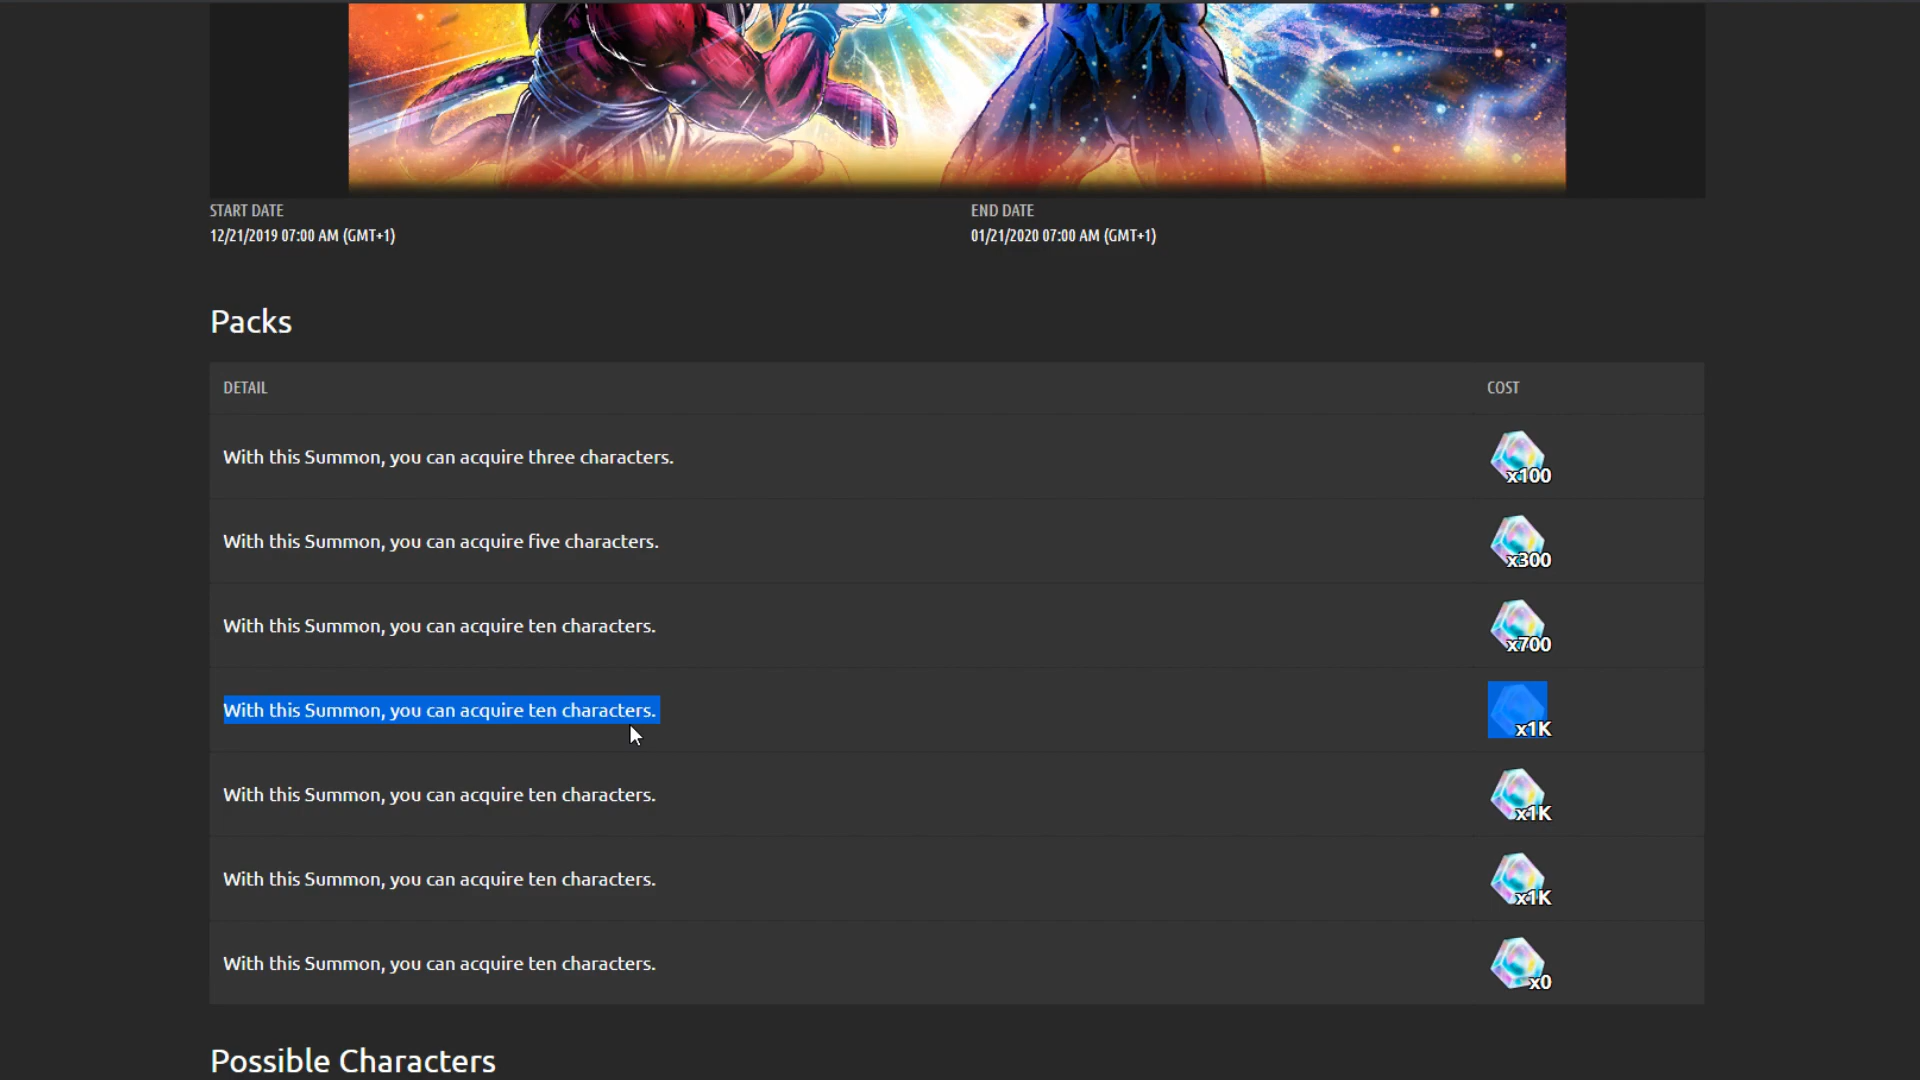 START DATE
END DATE
12/21/2019 07:00 AM (GMT+1)
01/21/2020 07:00 AM (GMT+1)
Packs
DETAIL
COST
With this Summon, you can acquire three characters.
x100
With this Summon, you can acquire five characters.
x300
With this Summon, you can acquire ten characters.
x700
With this Summon, you can acquire ten characters.
x1K
With this Summon, you can acquire ten characters.
x1K
With this Summon, you can acquire ten characters.
x1K
With this Summon, you can acquire ten characters.
x0
Possible Characters